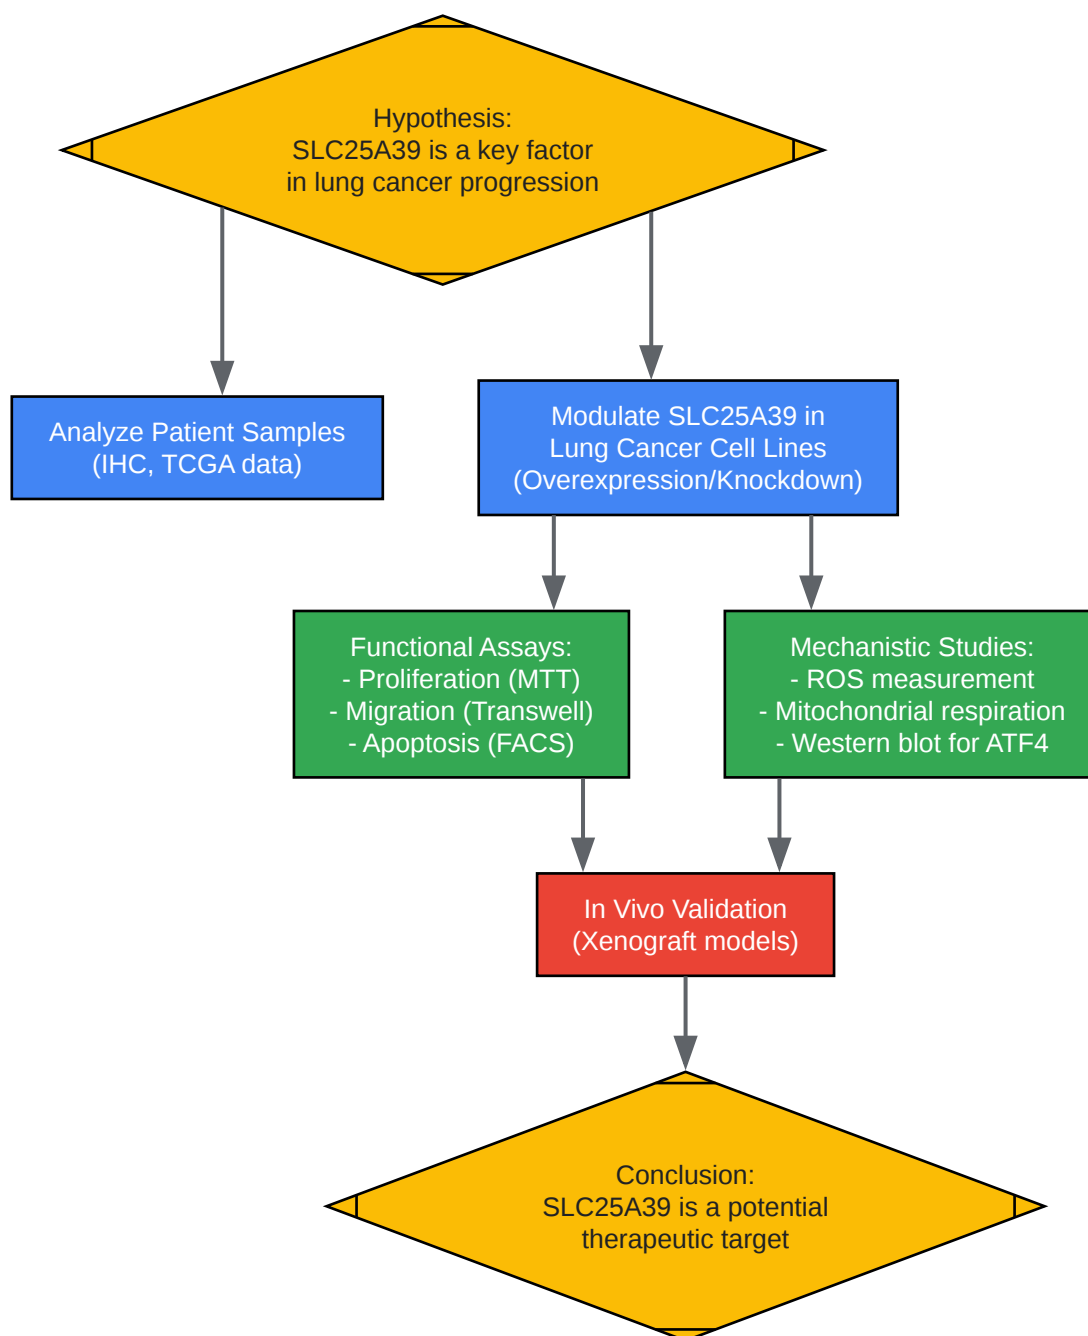 Hypothesis:
SLC25A39 is a key factor
in lung cancer progression
Analyze Patient Samples
(IHC, TCGA data)
Modulate SLC25A39 in
Lung Cancer Cell Lines
(Overexpression/Knockdown)
Functional Assays:
- Proliferation (MTT)
- Migration (Transwell)
- Apoptosis (FACS)
Mechanistic Studies:
- ROS measurement
- Mitochondrial respiration
- Western blot for ATF4
In Vivo Validation
(Xenograft models)
Conclusion:
SLC25A39 is a potential
therapeutic target